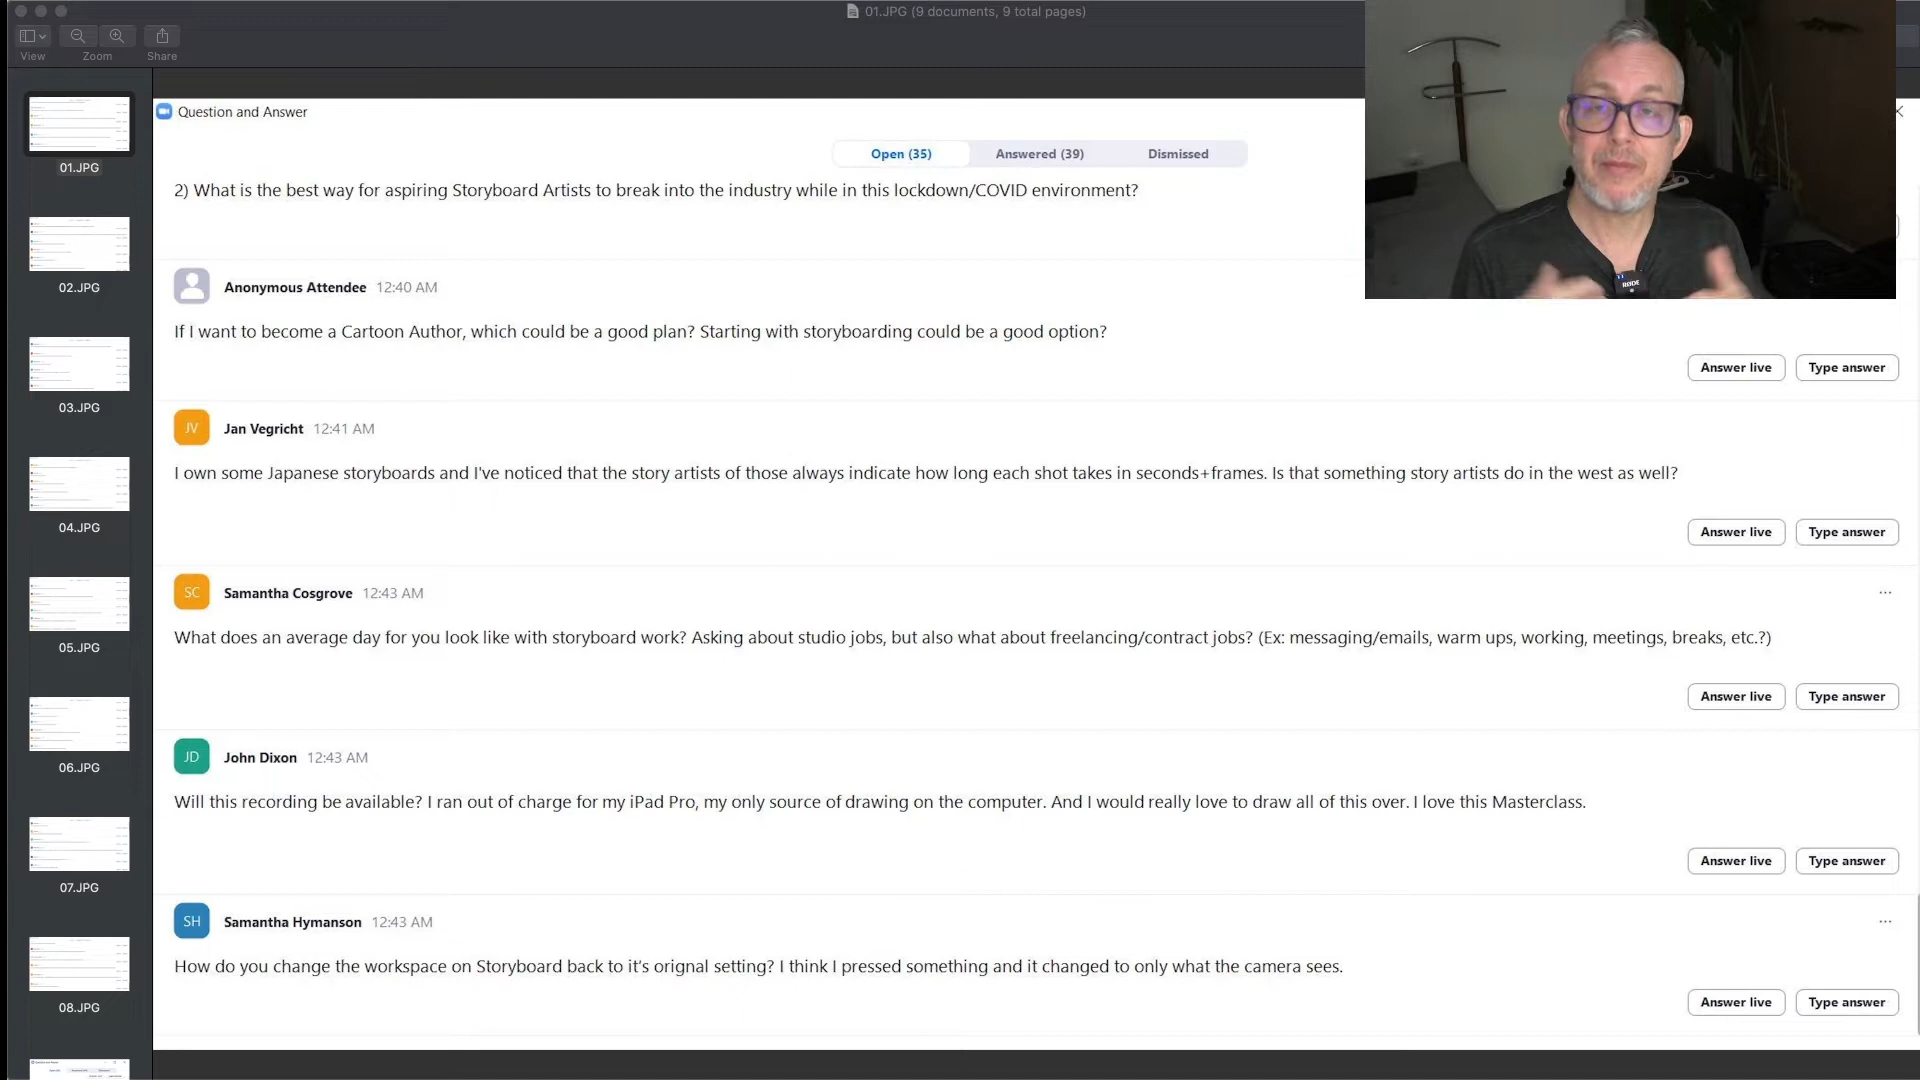 01.JPG (9 documents, 9 total pages)
View
Zoom
Share
01.JPG
02.JPG
03.JPG
04.JPG
05.JPG
06.JPG
07.JPG
08.JPG
Question and Answer
Open (35) Answered (39) Dismissed
2) What is the best way for aspiring Storyboard Artists to break into the industry while in this lockdown/COVID environment?
Anonymous Attendee 12:40 AM
If I want to become a Cartoon Author, which could be a good plan? Starting with storyboarding could be a good option?
Answer live Type answer
JV Jan Vegricht 12:41 AM
I own some Japanese storyboards and I've noticed that the story artists of those always indicate how long each shot takes in seconds+frames. Is that something story artists do in the west as well?
Answer live Type answer
SC Samantha Cosgrove 12:43 AM
What does an average day for you look like with storyboard work? Asking about studio jobs, but also what about freelancing/contract jobs? (Ex: messaging/emails, warm ups, working, meetings, breaks, etc.?)
Answer live Type answer
JD John Dixon 12:43 AM
Will this recording be available? I ran out of charge for my iPad Pro, my only source of drawing on the computer. And I would really love to draw all of this over. I love this Masterclass.
Answer live Type answer
SH Samantha Hymanson 12:43 AM
How do you change the workspace on Storyboard back to it's orignal setting? I think I pressed something and it changed to only what the camera sees.
Answer live Type answer
RØDE